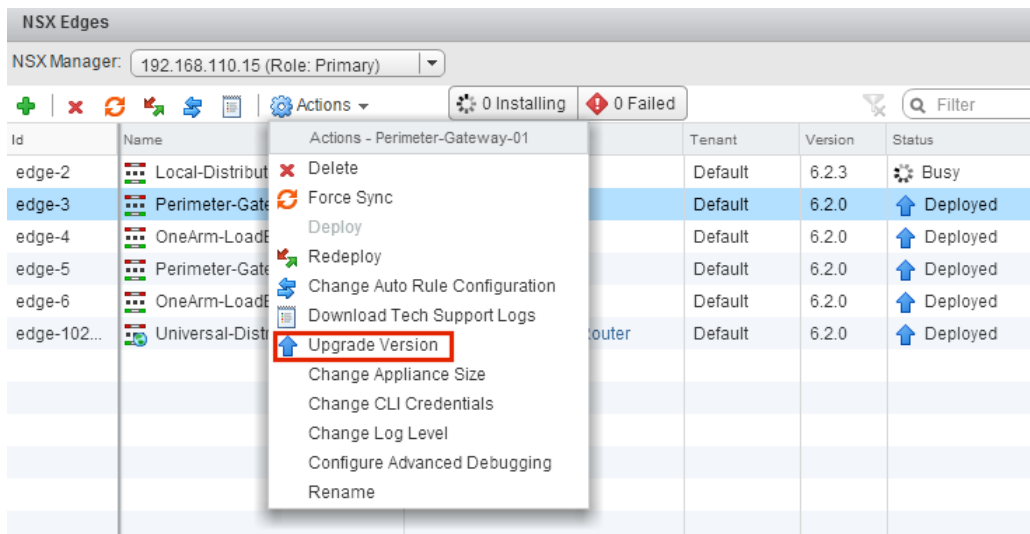 NSX Edges
NSX Manager: 192.168.110.15 (Role: Primary)
Actions 0 Installing 0 Failed Filter
Id Name Tenant Version Status
Actions - Perimeter-Gateway-01
Delete
Force Sync
Deploy
Redeploy
Change Auto Rule Configuration
Download Tech Support Logs
Upgrade Version
Change Appliance Size
Change CLI Credentials
Change Log Level
Configure Advanced Debugging
Rename
edge-2 Local-Distribut Default 6.2.3 Busy
edge-3 Perimeter-Gate Default 6.2.0 Deployed
edge-4 OneArm-LoadB Default 6.2.0 Deployed
edge-5 Perimeter-Gate Default 6.2.0 Deployed
edge-6 OneArm-LoadB Default 6.2.0 Deployed
edge-102... Universal-Distr outer Default 6.2.0 Deployed